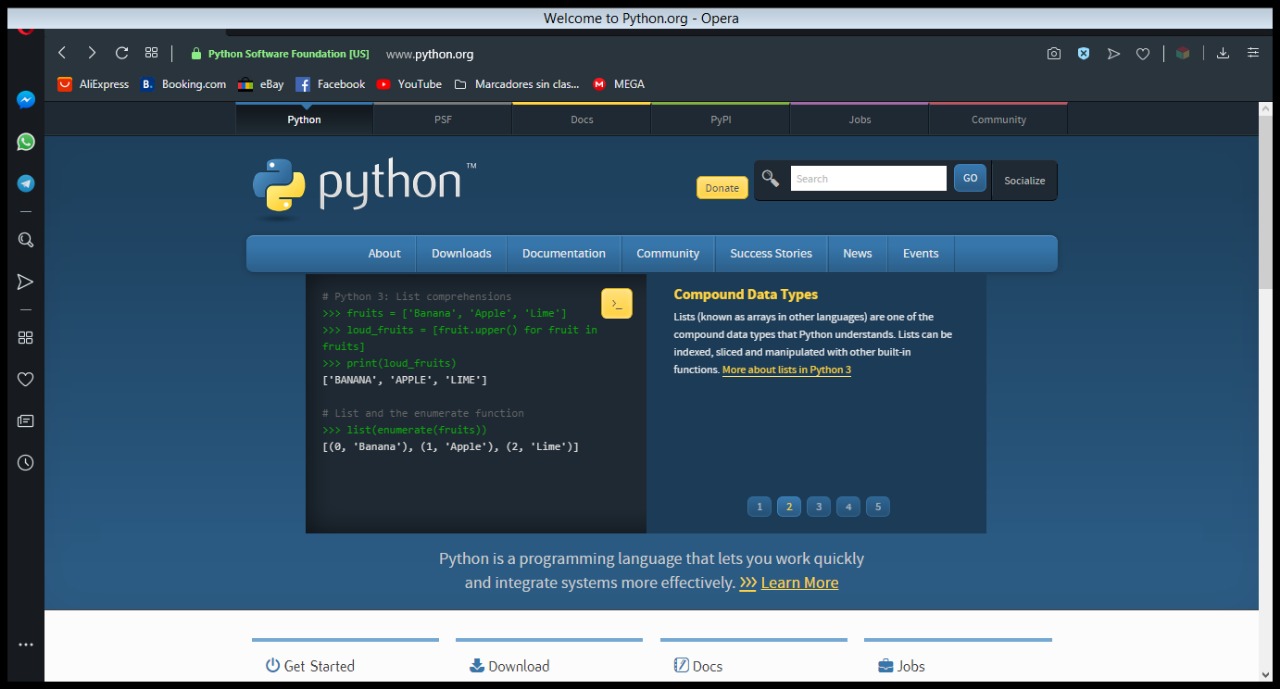 Welcome to Python.org - Opera
Python Software Foundation [US] www.python.org
AliExpress B. Booking.com eBay Facebook YouTube Marcadores sin clas... M MEGA
Python PSF Docs PyPI Jobs Community
python™
Donate Search GO Socialize
About Downloads Documentation Community Success Stories News Events
# Python 3: List comprehensions
>>> fruits = ['Banana', 'Apple', 'Lime']
>>> loud_fruits = [fruit.upper() for fruit in
fruits]
>>> print(loud_fruits)
['BANANA', 'APPLE', 'LIME']
# List and the enumerate function
>>> list(enumerate(fruits))
[(0, 'Banana'), (1, 'Apple'), (2, 'Lime')]
>_
Compound Data Types
Lists (known as arrays in other languages) are one of the
compound data types that Python understands. Lists can be
indexed, sliced and manipulated with other built-in
functions. More about lists in Python 3
1 2 3 4 5
Python is a programming language that lets you work quickly
and integrate systems more effectively. >>> Learn More
Get Started Download Docs Jobs